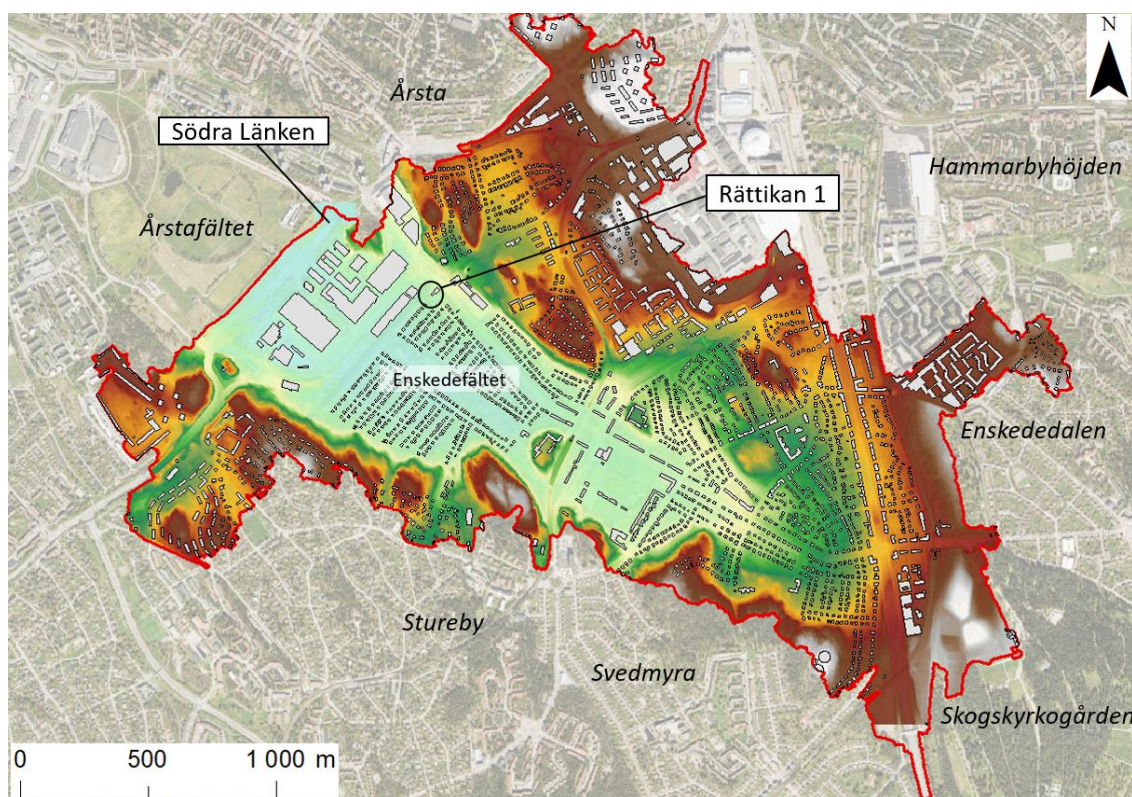 N
Årsta
Södra Länken
Hammarbyhöjden
Rättikan 1
Årstafältet
Enskedefältet
Enskededalen
Stureby
Svedmyra
Skogskyrkogården
0 500 1 000 m